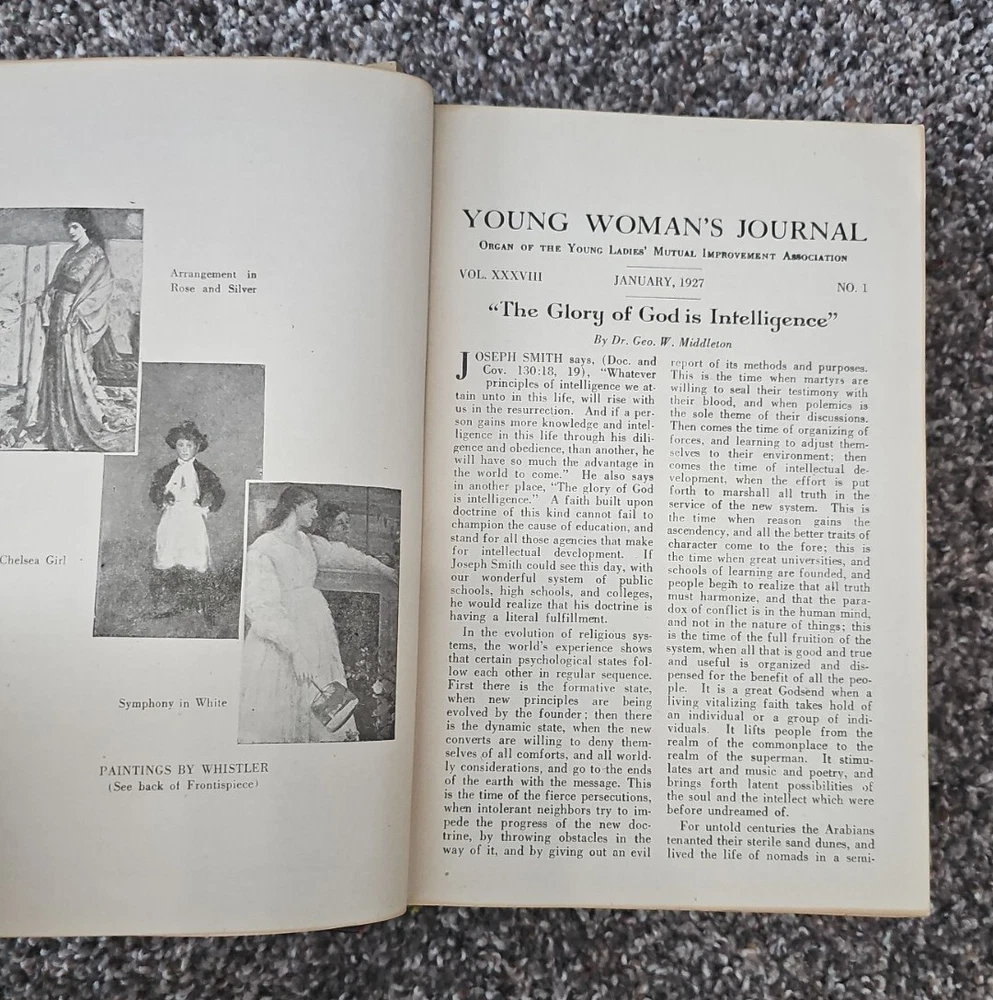 Arrangement in
Rose and Silver
Chelsea Girl
Symphony in White
PAINTINGS BY WHISTLER
(See back of Frontispiece)
YOUNG WOMAN'S JOURNAL
ORGAN OF THE YOUNG LADIES' MUTUAL IMPROVEMENT ASSOCIATION
VOL. XXXVIII JANUARY, 1927 NO. 1
"The Glory of God is Intelligence"
By Dr. Geo. W. Middleton
JOSEPH SMITH says, (Doc. and
Cov. 130:18, 19), "Whatever
principles of intelligence we at-
tain unto in this life, will rise with
us in the resurrection. And if a per-
son gains more knowledge and intel-
ligence in this life through his dili-
gence and obedience, than another, he
will have so much the advantage in
the world to come." He also says
in another place, "The glory of God
is intelligence." A faith built upon
doctrine of this kind cannot fail to
champion the cause of education, and
stand for all those agencies that make
for intellectual development. If
Joseph Smith could see this day, with
our wonderful system of public
schools, high schools, and colleges,
he would realize that his doctrine is
having a literal fulfillment.
In the evolution of religious sys-
tems, the world's experience shows
that certain psychological states fol-
low each other in regular sequence.
First there is the formative state,
when new principles are being
evolved by the founder; then there
is the dynamic state, when the new
converts are willing to deny them-
selves of all comforts, and all world-
ly considerations, and go to the ends
of the earth with the message. This
is the time of the fierce persecutions,
when intolerant neighbors try to im-
pede the progress of the new doc-
trine, by throwing obstacles in the
way of it, and by giving out an evil
report of its methods and purposes.
This is the time when martyrs are
willing to seal their testimony with
their blood, and when polemics is
the sole theme of their discussions.
Then comes the time of organizing of
forces, and learning to adjust them-
selves to their environment; then
comes the time of intellectual de-
velopment, when the effort is put
forth to marshall all truth in the
service of the new system. This is
the time when reason gains the
ascendency, and all the better traits of
character come to the fore; this is
the time when great universities, and
schools of learning are founded, and
people begin to realize that all truth
must harmonize, and that the para-
dox of conflict is in the human mind,
and not in the nature of things; this
is the time of the full fruition of the
system, when all that is good and true
and useful is organized and dis-
pensed for the benefit of all the peo-
ple. It is a great Godsend when a
living vitalizing faith takes hold of
an individual or a group of indi-
viduals. It lifts people from the
realm of the commonplace to the
realm of the superman. It stimu-
lates art and music and poetry, and
brings forth latent possibilities of
the soul and the intellect which were
before undreamed of.
For untold centuries the Arabians
tenanted their sterile sand dunes, and
lived the life of nomads in a semi-